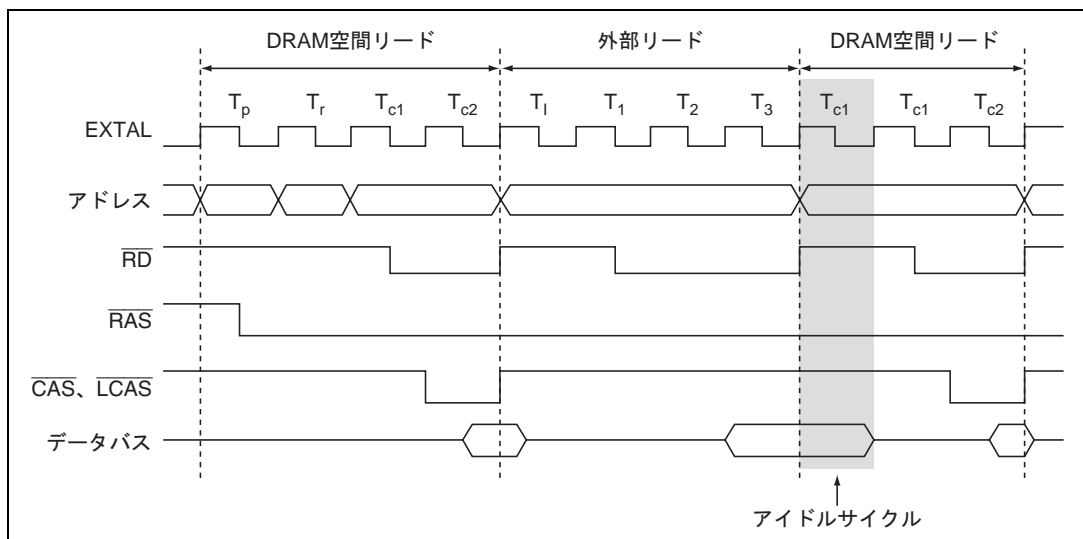 DRAM空間リード 外部リード DRAM空間リード
Tp Tr Tc1 Tc2 TI T1 T2 T3 Tc1 Tc1 Tc2
EXTAL
アドレス
RD
RAS
CAS、LCAS
データバス
アイドルサイクル